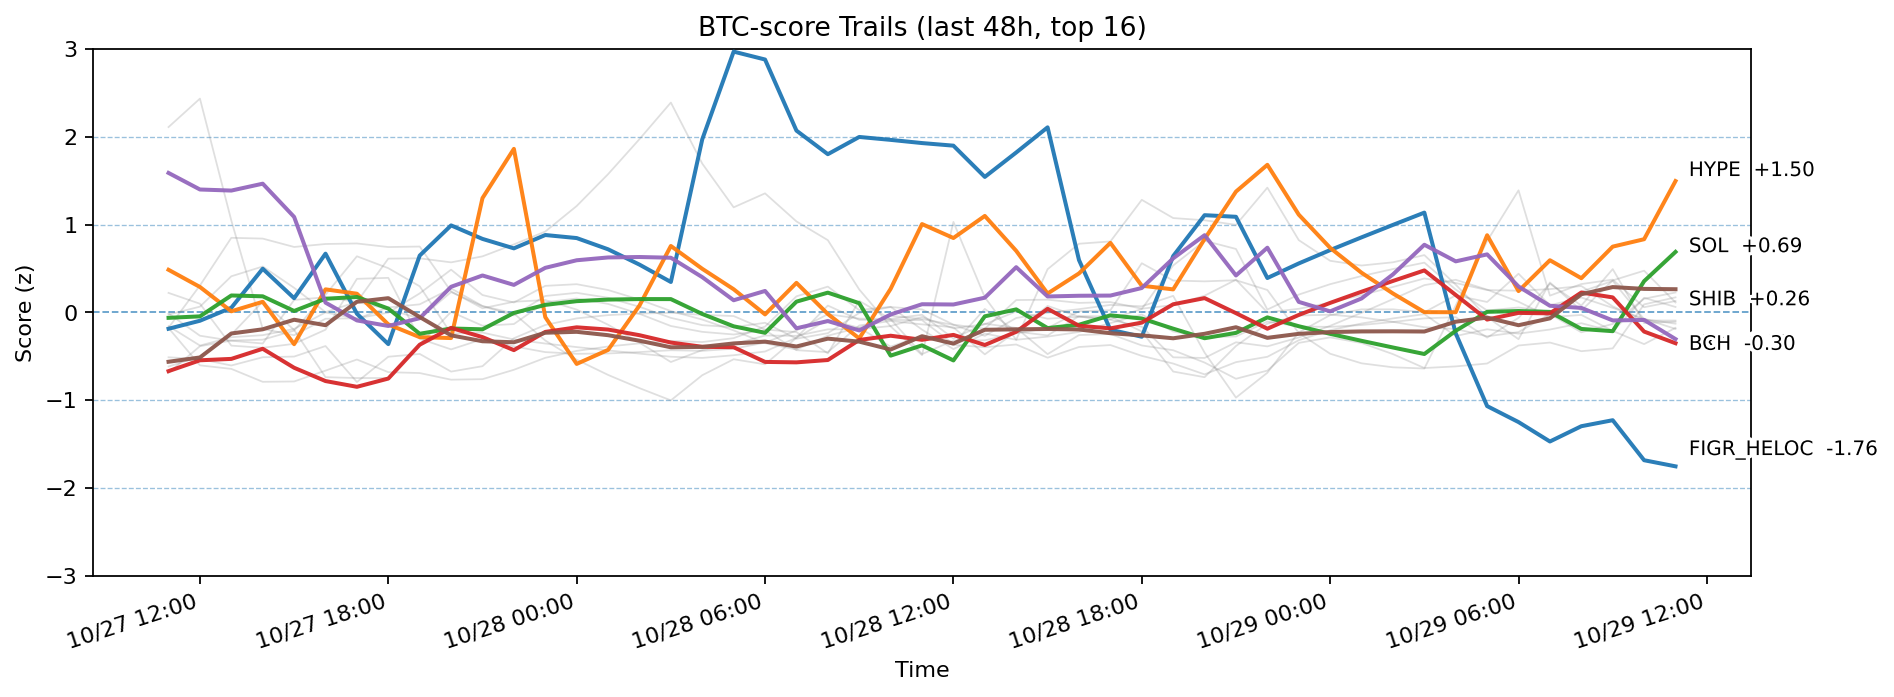 BTC-score Trails (last 48h, top 16)
Score (z)
3
2
1
0
−1
−2
−3
HYPE +1.50
SOL +0.69
SHIB +0.26
BCH -0.30
FIGR_HELOC -1.76
10/27 12:00
10/27 18:00
10/28 00:00
10/28 06:00
10/28 12:00
10/28 18:00
10/29 00:00
10/29 06:00
10/29 12:00
Time